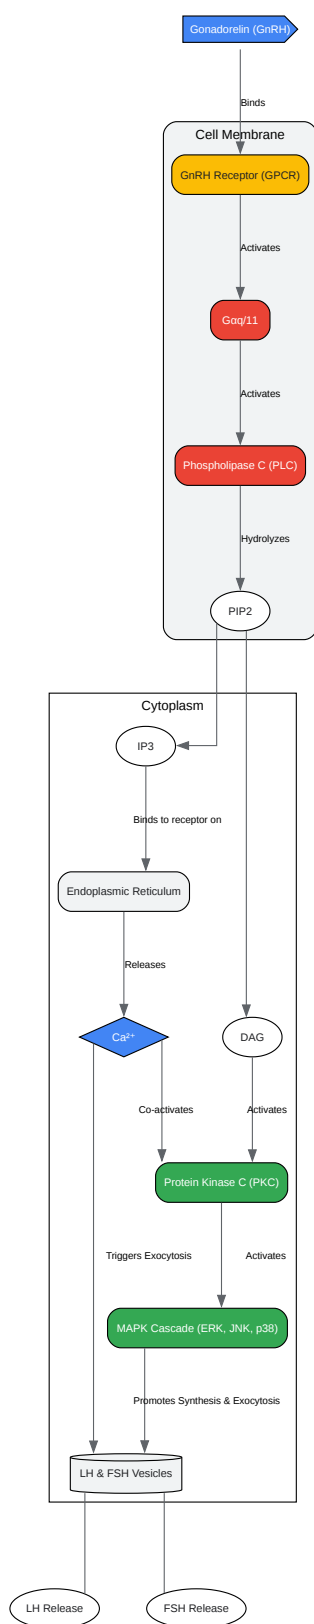 Gonadorelin (GnRH)
Binds
Cell Membrane
GnRH Receptor (GPCR)
Activates
Gαq/11
Activates
Phospholipase C (PLC)
Hydrolyzes
PIP2
Cytoplasm
IP3
Binds to receptor on
Endoplasmic Reticulum
Releases
Ca²⁺
DAG
Co-activates
Activates
Protein Kinase C (PKC)
Triggers Exocytosis
Activates
MAPK Cascade (ERK, JNK, p38)
Promotes Synthesis & Exocytosis
LH & FSH Vesicles
LH Release
FSH Release